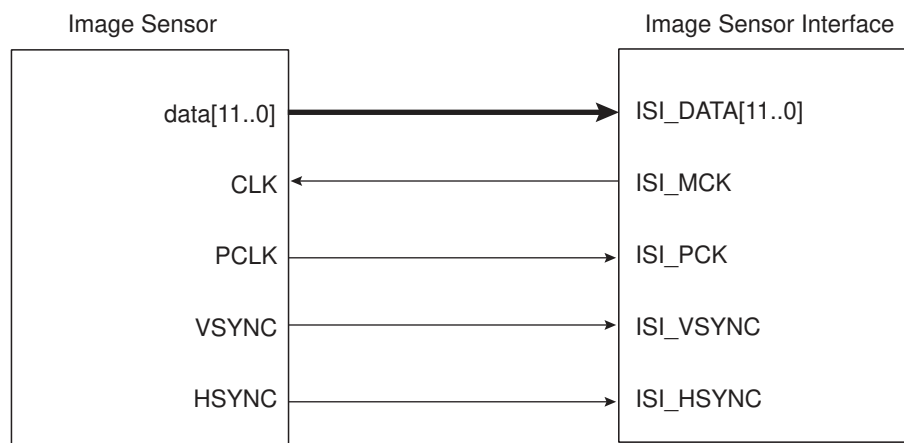 Image Sensor
Image Sensor Interface
data[11..0]
ISI_DATA[11..0]
CLK
ISI_MCK
PCLK
ISI_PCK
VSYNC
ISI_VSYNC
HSYNC
ISI_HSYNC